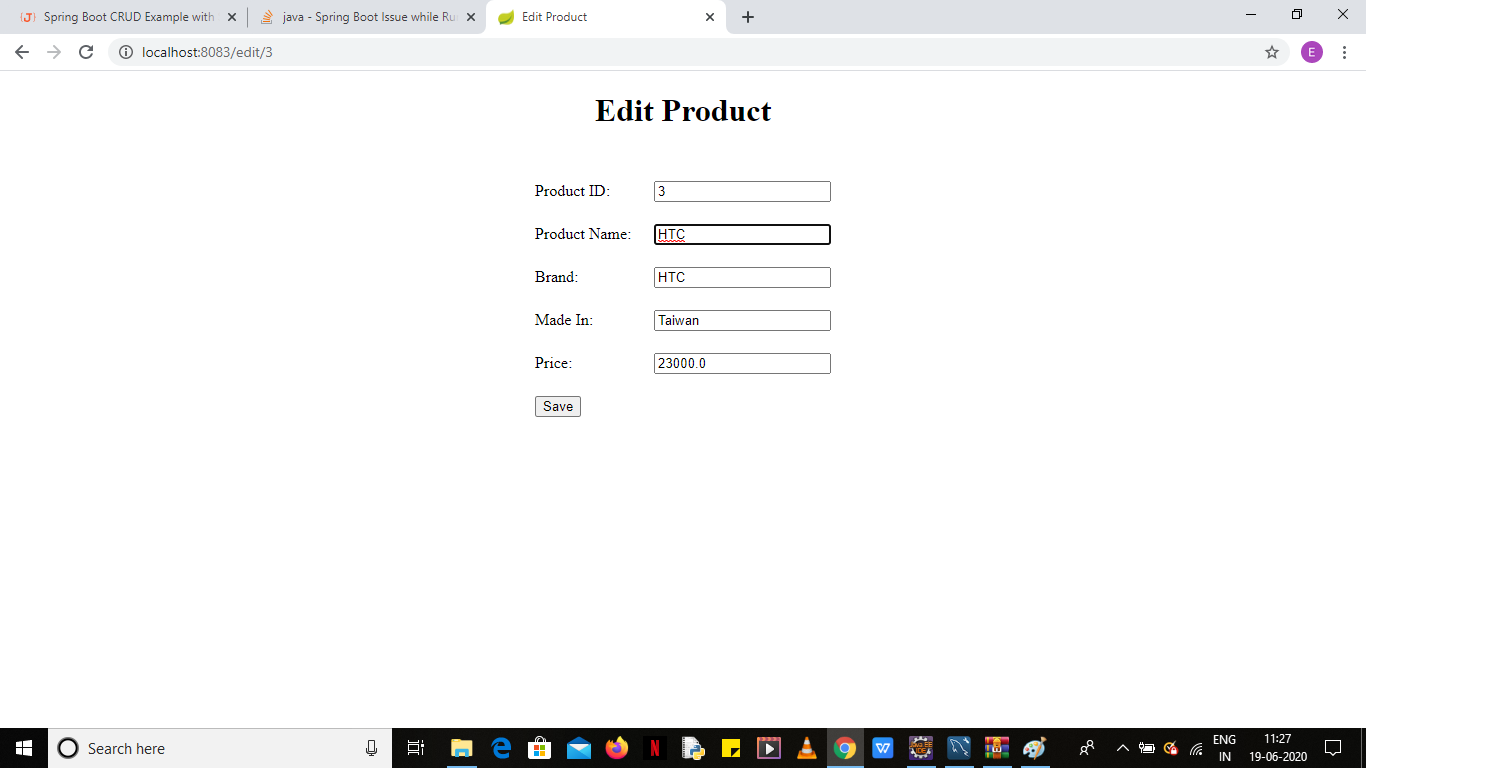 Spring Boot CRUD Example with
java - Spring Boot Issue while Ru
Edit Product
localhost:8083/edit/3
E
Edit Product
Product ID: 3
Product Name: HTC
Brand: HTC
Made In: Taiwan
Price: 23000.0
Save
Search here
ENG
IN
11:27
19-06-2020